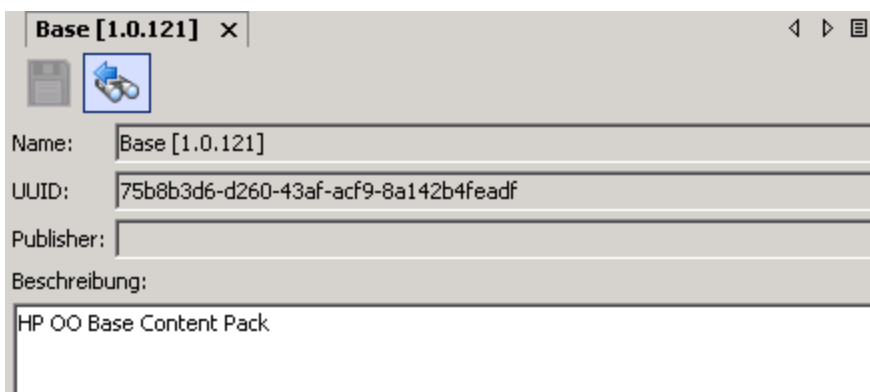 Base [1.0.121]
Name: Base [1.0.121]
UUID: 75b8b3d6-d260-43af-acf9-8a142b4feadf
Publisher:
Beschreibung:
HP OO Base Content Pack